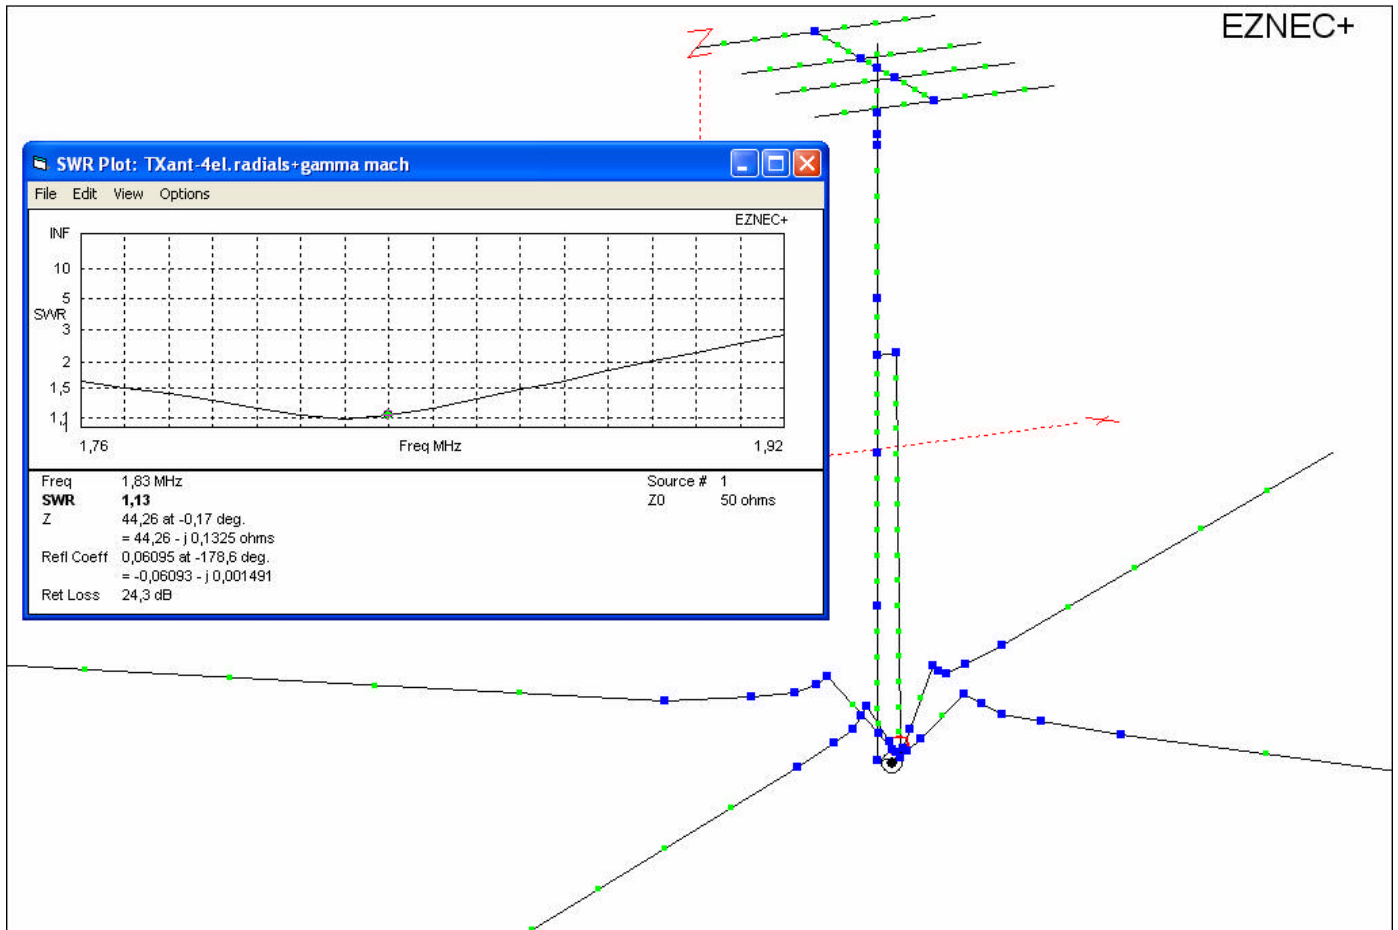 EZNEC+
Z
SWR Plot: TXant-4el.radials+gamma mach
File Edit View Options
EZNEC+
INF
10
5
SWR
3
2
1,5
1,1
1
1,76 Freq MHz 1,92
Freq 1,83 MHz Source # 1
SWR 1,13 Z0 50 ohms
Z 44,26 at -0,17 deg.
= 44,26 - j 0,1325 ohms
Refl Coeff 0,06095 at -178,6 deg.
= -0,06093 - j 0,001491
Ret Loss 24,3 dB
X